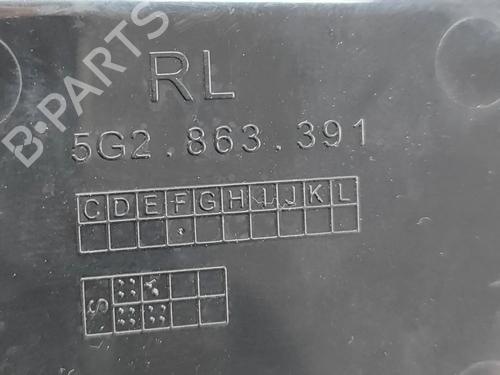 B-PARTS
RL
5G2.863.391
C D E F G H I J K L
S